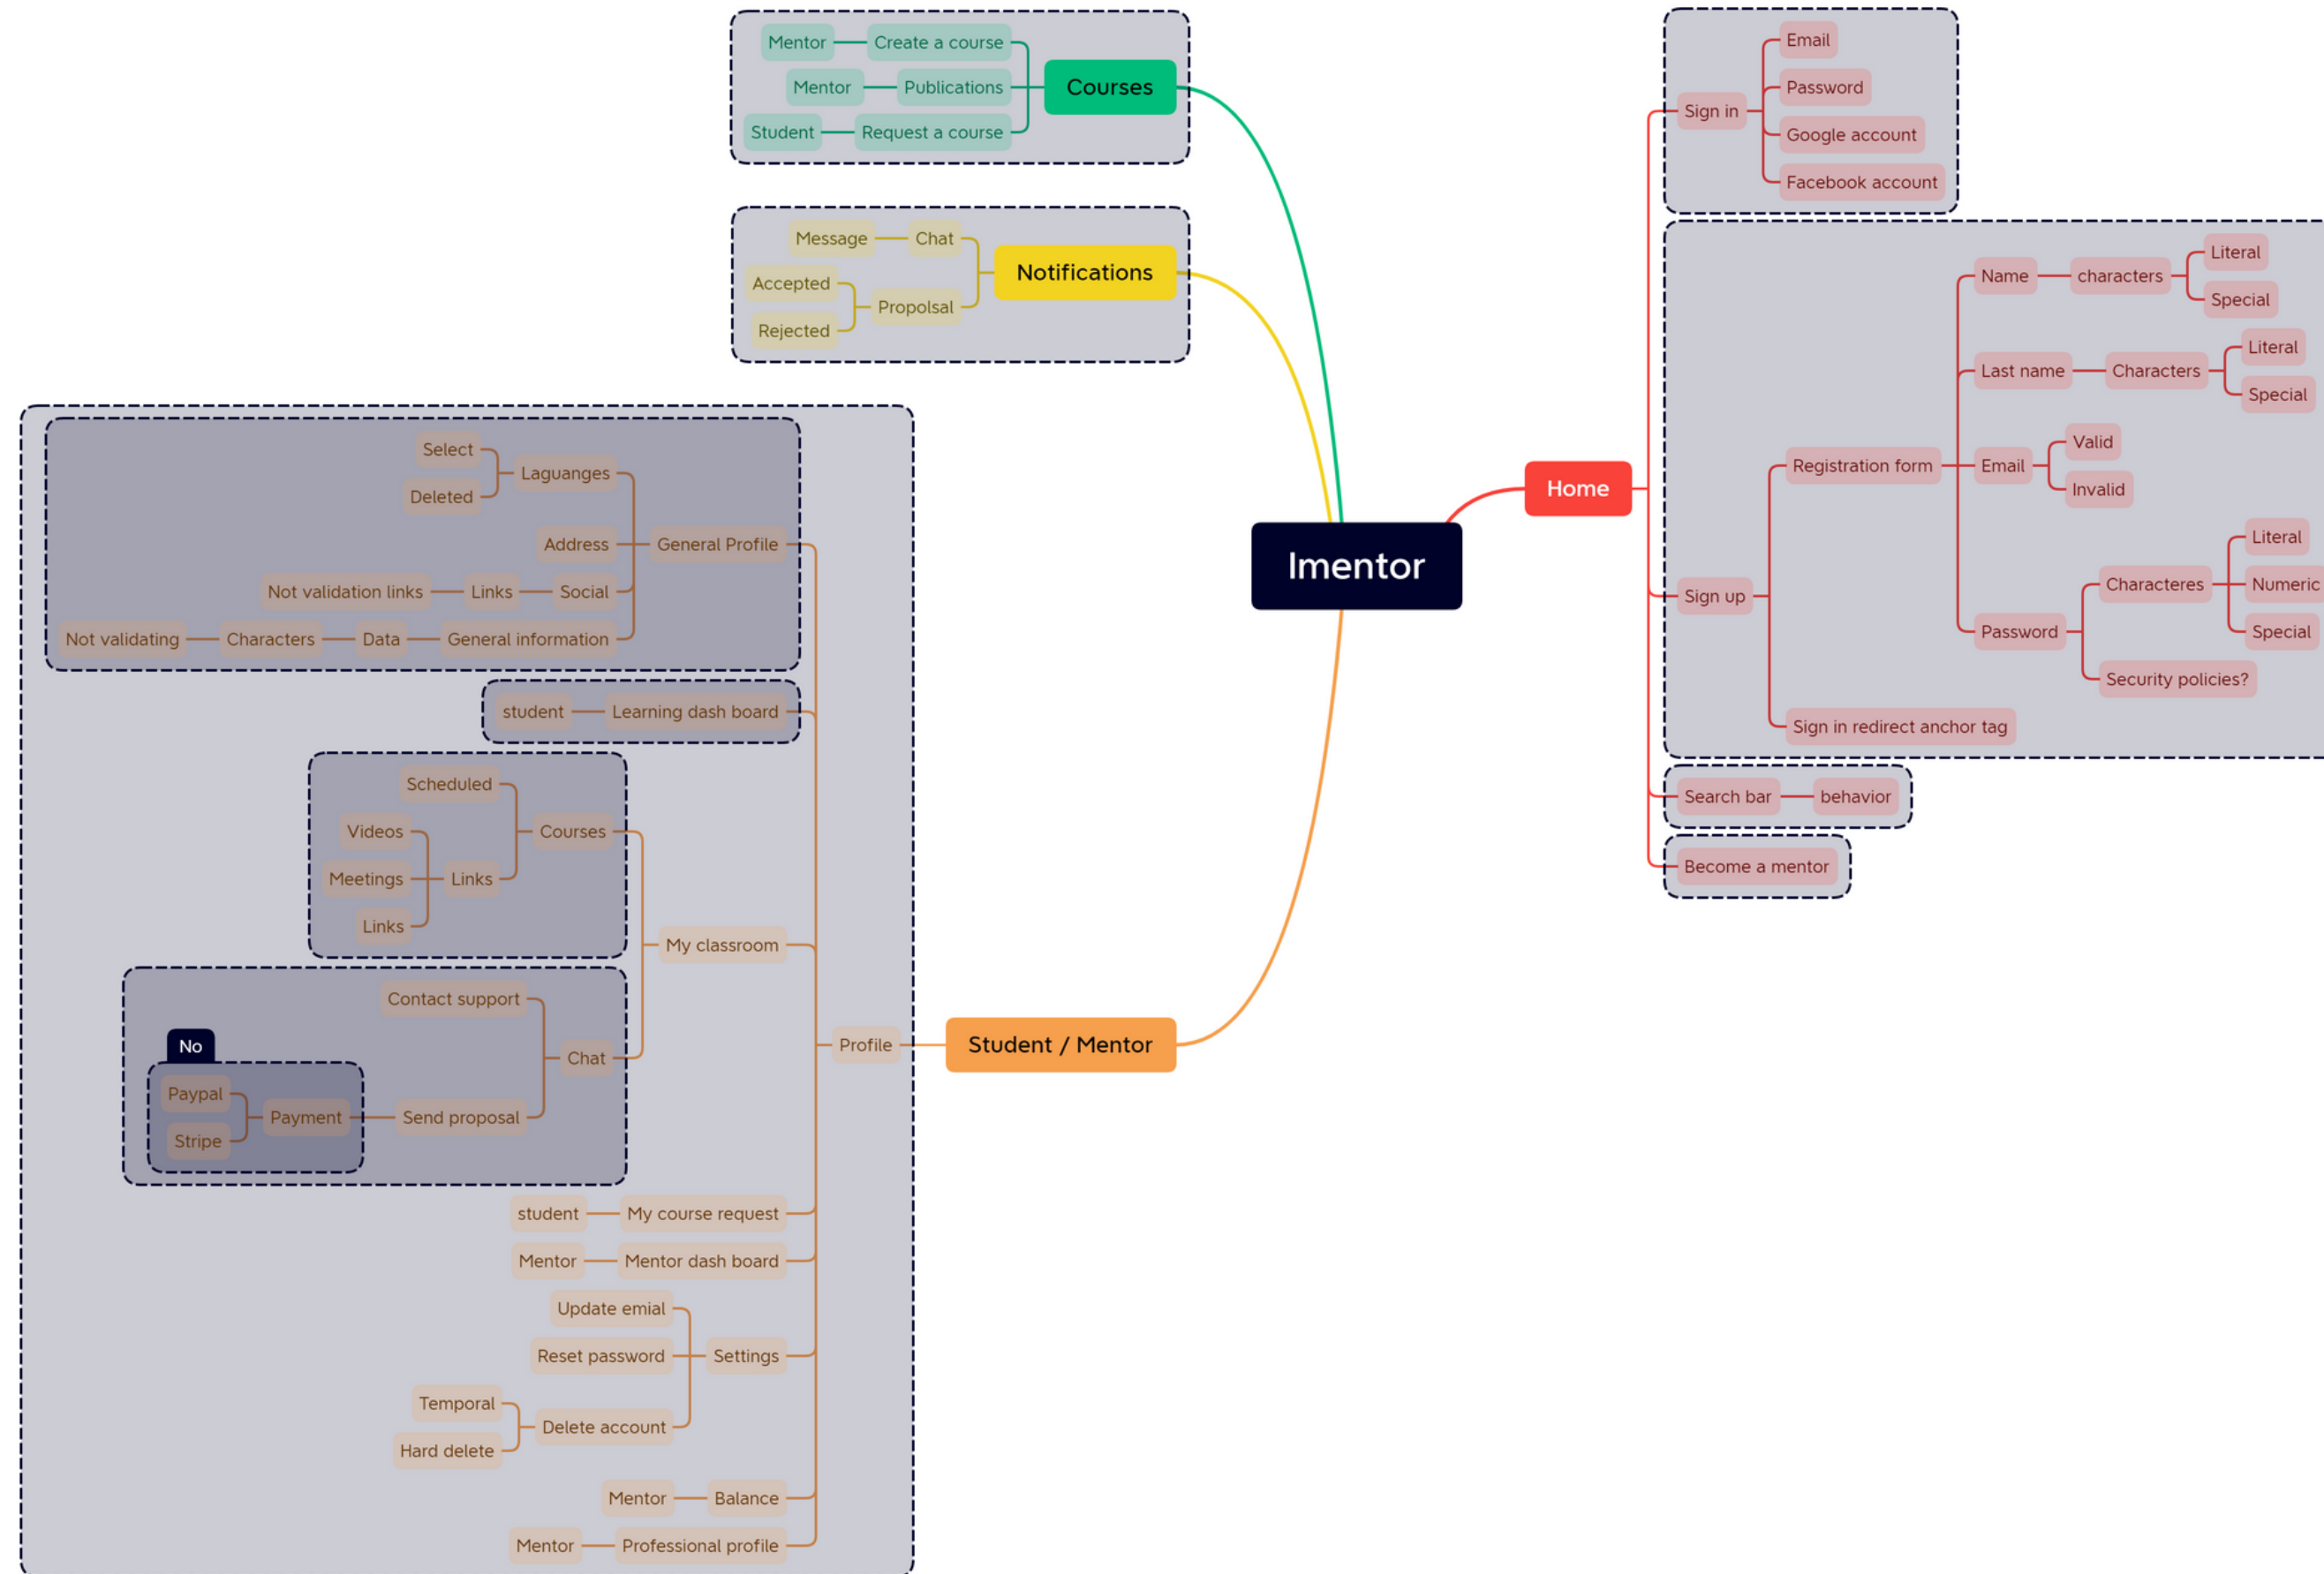 Imentor
Home
Sign in
Email
Password
Google account
Facebook account
Sign up
Registration form
Name
characters
Literal
Special
Last name
Characters
Literal
Special
Email
Valid
Invalid
Password
Characteres
Literal
Numeric
Special
Security policies?
Sign in redirect anchor tag
Search bar
behavior
Become a mentor
Courses
Create a course
Mentor
Publications
Mentor
Request a course
Student
Notifications
Chat
Message
Propolsal
Accepted
Rejected
Student / Mentor
Profile
General Profile
Laguanges
Select
Deleted
Address
Social
Links
Not validation links
General information
Data
Characters
Not validating
Learning dash board
student
My classroom
Courses
Scheduled
Links
Videos
Meetings
Links
Chat
Contact support
Send proposal
No
Payment
Paypal
Stripe
My course request
student
Mentor dash board
Mentor
Settings
Update emial
Reset password
Delete account
Temporal
Hard delete
Balance
Mentor
Professional profile
Mentor